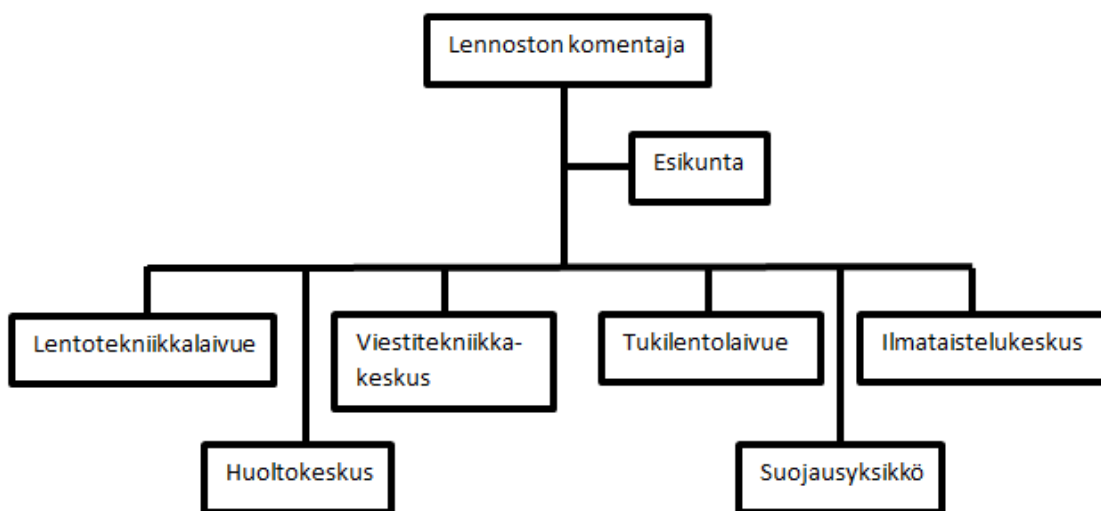 Lennoston komentaja
Esikunta
Lentotekniikkalaivue
Viestitekniikka-
keskus
Tukilentolaivue
Ilmataistelukeskus
Huoltokeskus
Suojausyksikkö